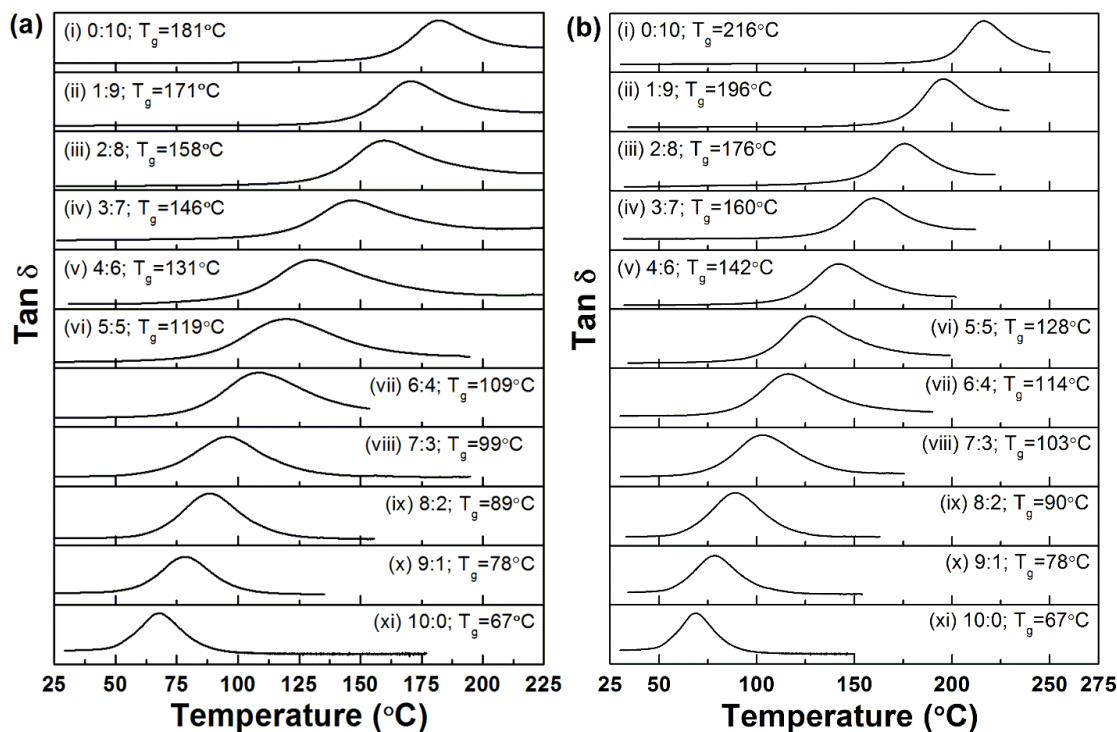 (a)
(i) 0:10; Tg=181°C
(ii) 1:9; Tg=171°C
(iii) 2:8; Tg=158°C
(iv) 3:7; Tg=146°C
(v) 4:6; Tg=131°C
(vi) 5:5; Tg=119°C
(vii) 6:4; Tg=109°C
(viii) 7:3; Tg=99°C
(ix) 8:2; Tg=89°C
(x) 9:1; Tg=78°C
(xi) 10:0; Tg=67°C
Tan δ
25 50 75 100 125 150 175 200 225
Temperature (°C)
(b)
(i) 0:10; Tg=216°C
(ii) 1:9; Tg=196°C
(iii) 2:8; Tg=176°C
(iv) 3:7; Tg=160°C
(v) 4:6; Tg=142°C
(vi) 5:5; Tg=128°C
(vii) 6:4; Tg=114°C
(viii) 7:3; Tg=103°C
(ix) 8:2; Tg=90°C
(x) 9:1; Tg=78°C
(xi) 10:0; Tg=67°C
Tan δ
25 50 75 100 125 150 175 200 225 250 275
Temperature (°C)